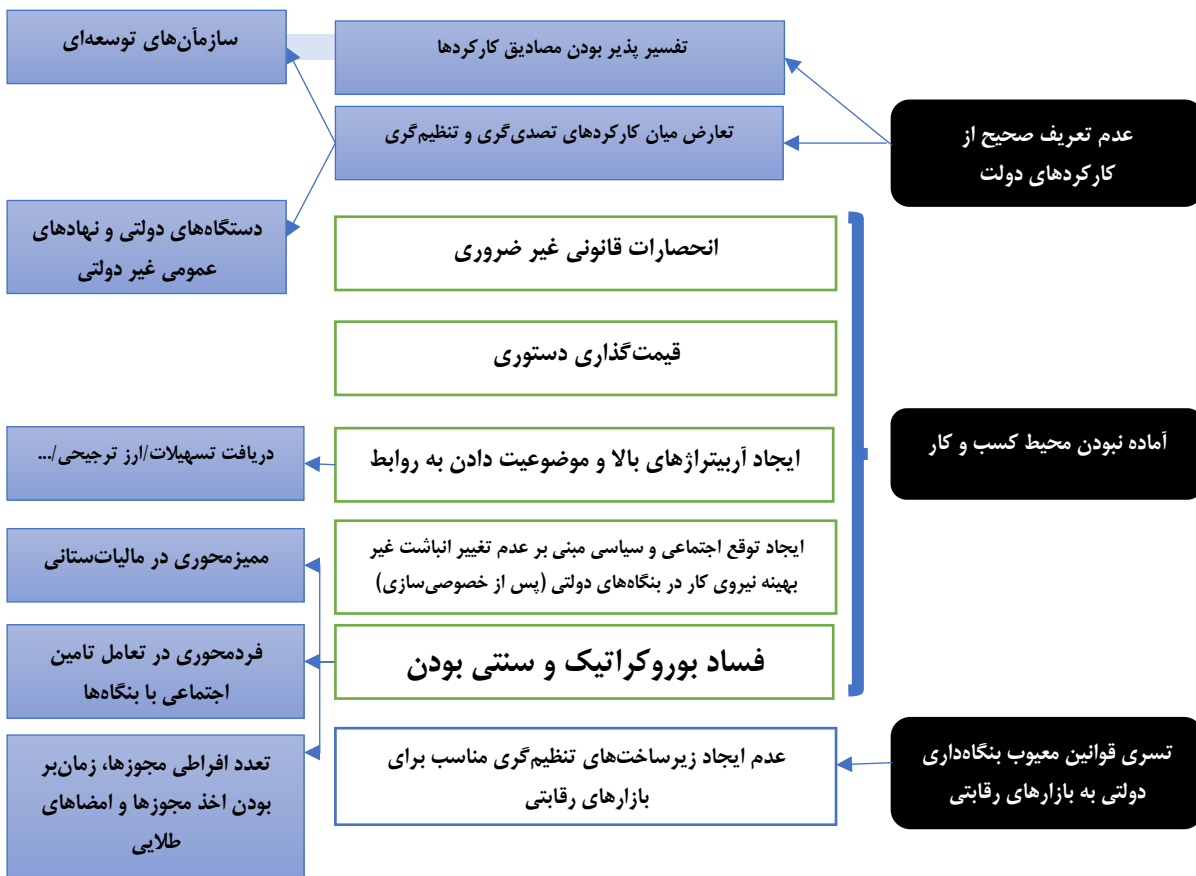 عدم تعریف صحیح از
کارکردهای دولت
تفسیر پذیر بودن مصادیق کارکردها
تعارض میان کارکردهای تصدی‌گری و تنظیم‌گری
سازمآن‌های توسعه‌ای
دستگاه‌های دولتی و نهادهای
عمومی غیر دولتی
آماده نبودن محیط کسب و کار
انحصارات قانونی غیر ضروری
قیمت‌گذاری دستوری
ایجاد آربیتراژهای بالا و موضوعیت دادن به روابط
دریافت تسهیلات/ارز ترجیحی/...
ایجاد توقع اجتماعی و سیاسی مبنی بر عدم تغییر انباشت غیر
بهینه نیروی کار در بنگاه‌های دولتی (پس از خصوصی‌سازی)
فساد بوروکراتیک و سنتی بودن
ممیزمحوری در مالیات‌ستانی
فردمحوری در تعامل تامین
اجتماعی با بنگاه‌ها
تعدد افراطی مجوزها، زمان‌بر
بودن اخذ مجوزها و امضاهای
طلایی
تسری قوانین معیوب بنگاه‌داری
دولتی به بازارهای رقابتی
عدم ایجاد زیرساخت‌های تنظیم‌گری مناسب برای
بازارهای رقابتی